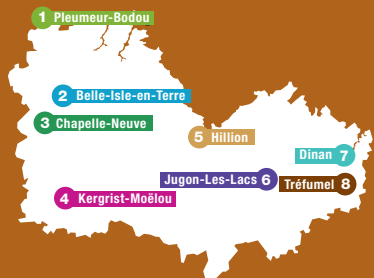 1 Pleumeur-Bodou
2 Belle-Isle-en-Terre
3 Chapelle-Neuve
5 Hillion
Dinan 7
Jugon-Les-Lacs 6
Tréfumel 8
4 Kergrist-Moëlou